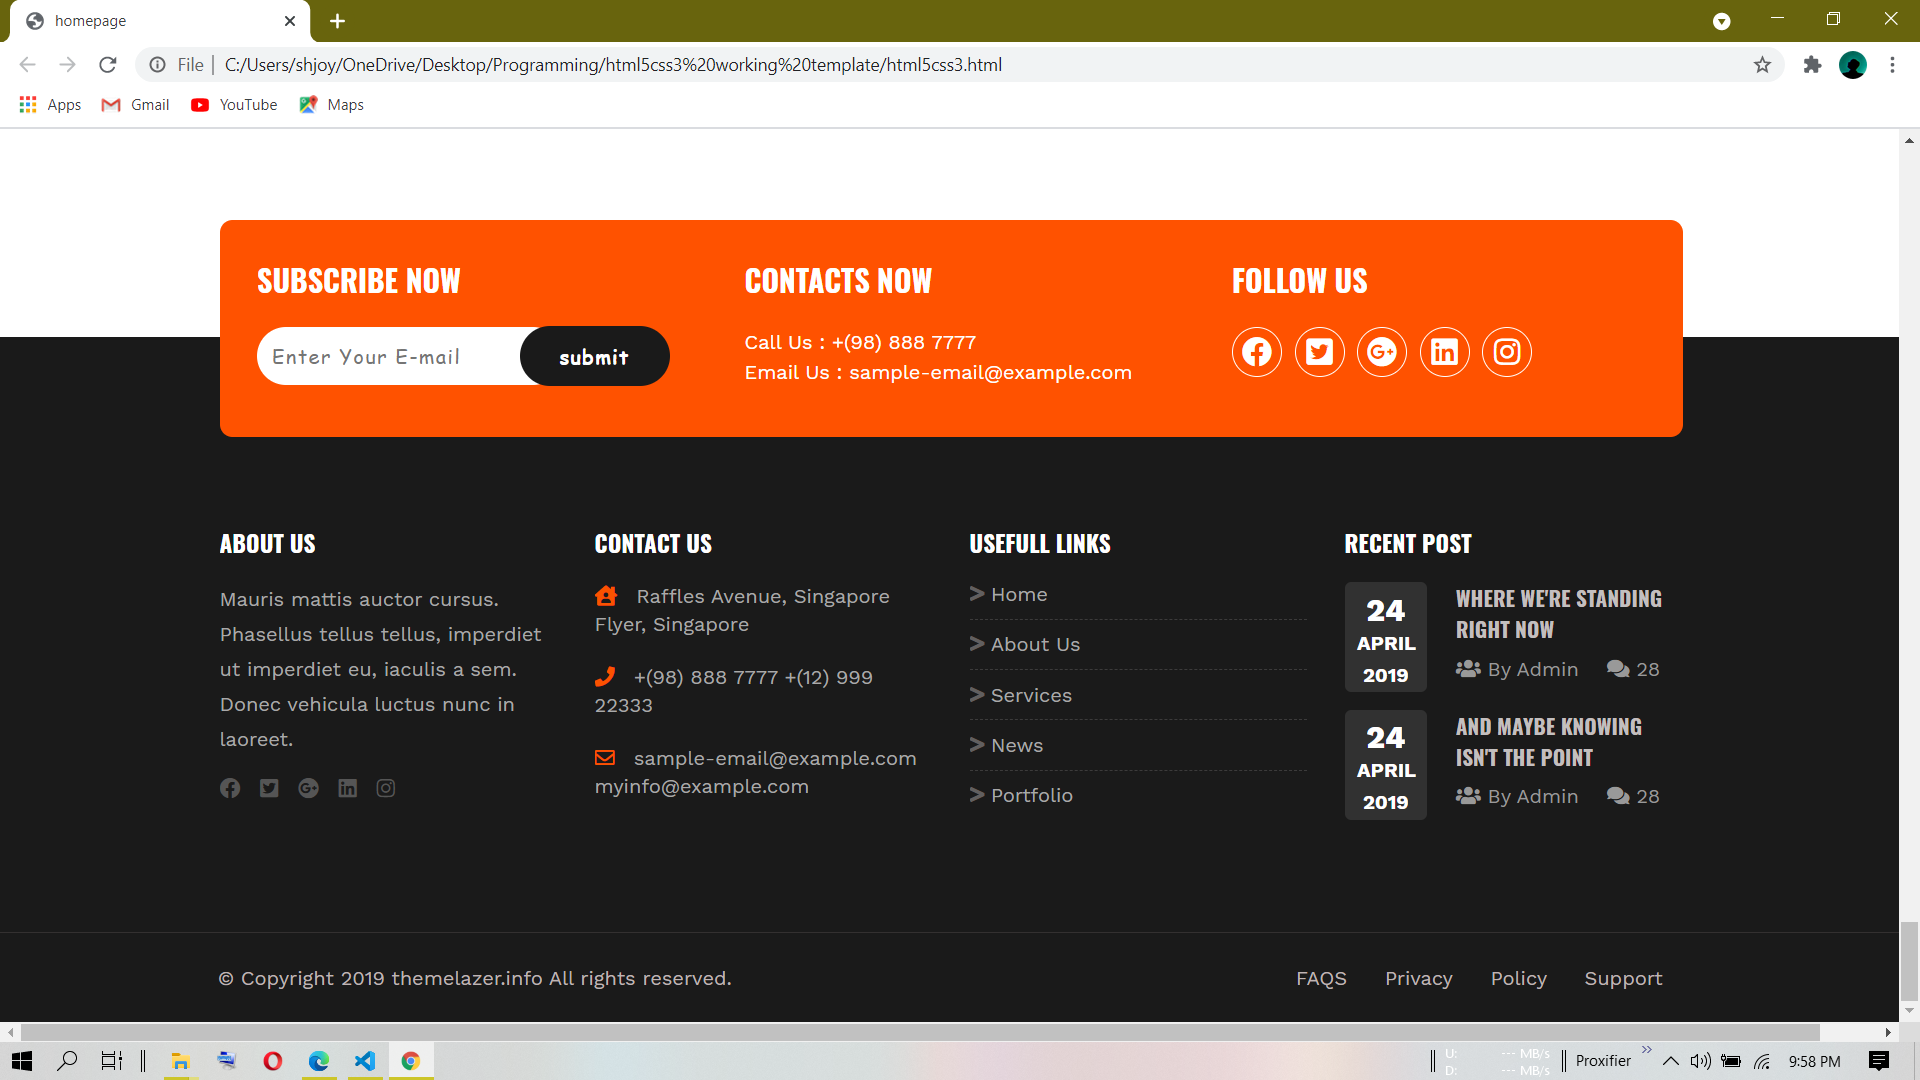 homepage
File | C:/Users/shjoy/OneDrive/Desktop/Programming/html5css3%20working%20template/html5css3.html
Apps Gmail YouTube Maps
SUBSCRIBE NOW
Enter Your E-mail submit
CONTACTS NOW
Call Us : +(98) 888 7777
Email Us : sample-email@example.com
FOLLOW US
ABOUT US
Mauris mattis auctor cursus.
Phasellus tellus tellus, imperdiet
ut imperdiet eu, iaculis a sem.
Donec vehicula luctus nunc in
laoreet.
CONTACT US
Raffles Avenue, Singapore
Flyer, Singapore
+(98) 888 7777 +(12) 999
22333
sample-email@example.com
myinfo@example.com
USEFULL LINKS
> Home
> About Us
> Services
> News
> Portfolio
RECENT POST
24
APRIL
2019
WHERE WE'RE STANDING
RIGHT NOW
By Admin 28
24
APRIL
2019
AND MAYBE KNOWING
ISN'T THE POINT
By Admin 28
© Copyright 2019 themelazer.info All rights reserved.
FAQS Privacy Policy Support
U: --- MB/s
D: --- MB/s
Proxifier
9:58 PM